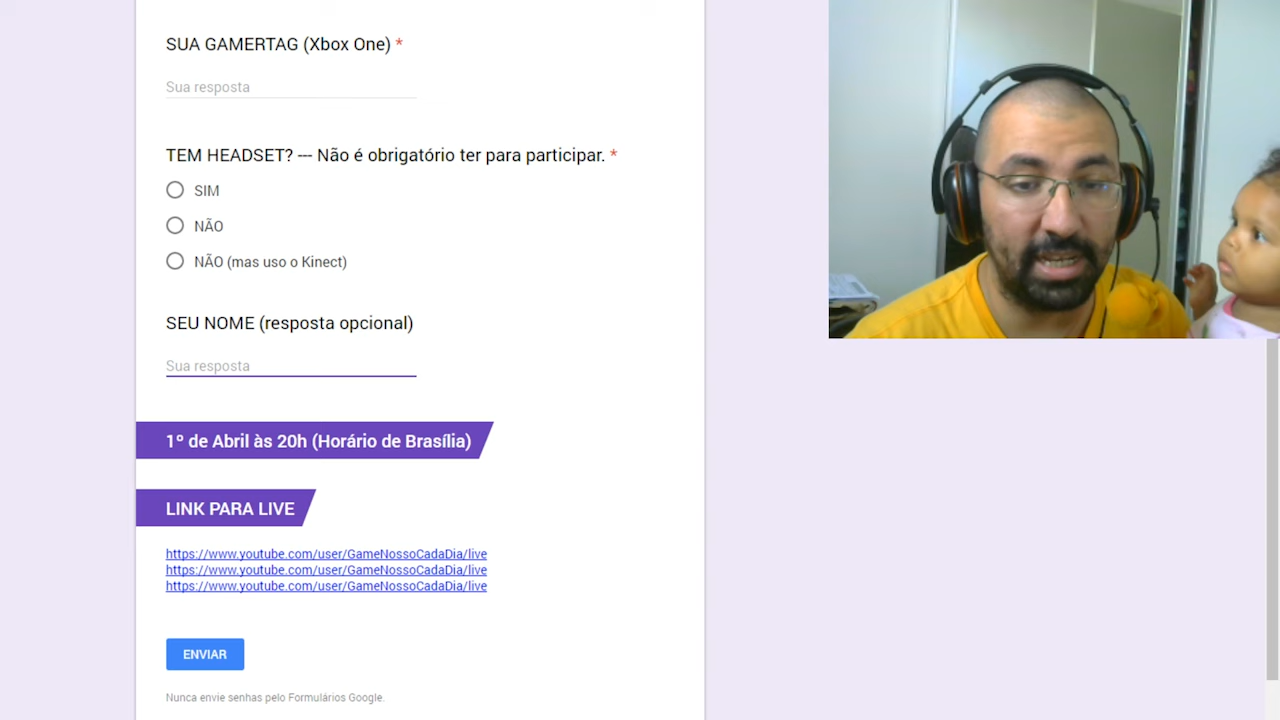 SUA GAMERTAG (Xbox One) *
Sua resposta
TEM HEADSET? --- Não é obrigatório ter para participar. *
SIM
NÃO
NÃO (mas uso o Kinect)
SEU NOME (resposta opcional)
Sua resposta
1º de Abril às 20h (Horário de Brasília)
LINK PARA LIVE
https://www.youtube.com/user/GameNossoCadaDia/live
https://www.youtube.com/user/GameNossoCadaDia/live
https://www.youtube.com/user/GameNossoCadaDia/live
ENVIAR
Nunca envie senhas pelo Formulários Google.